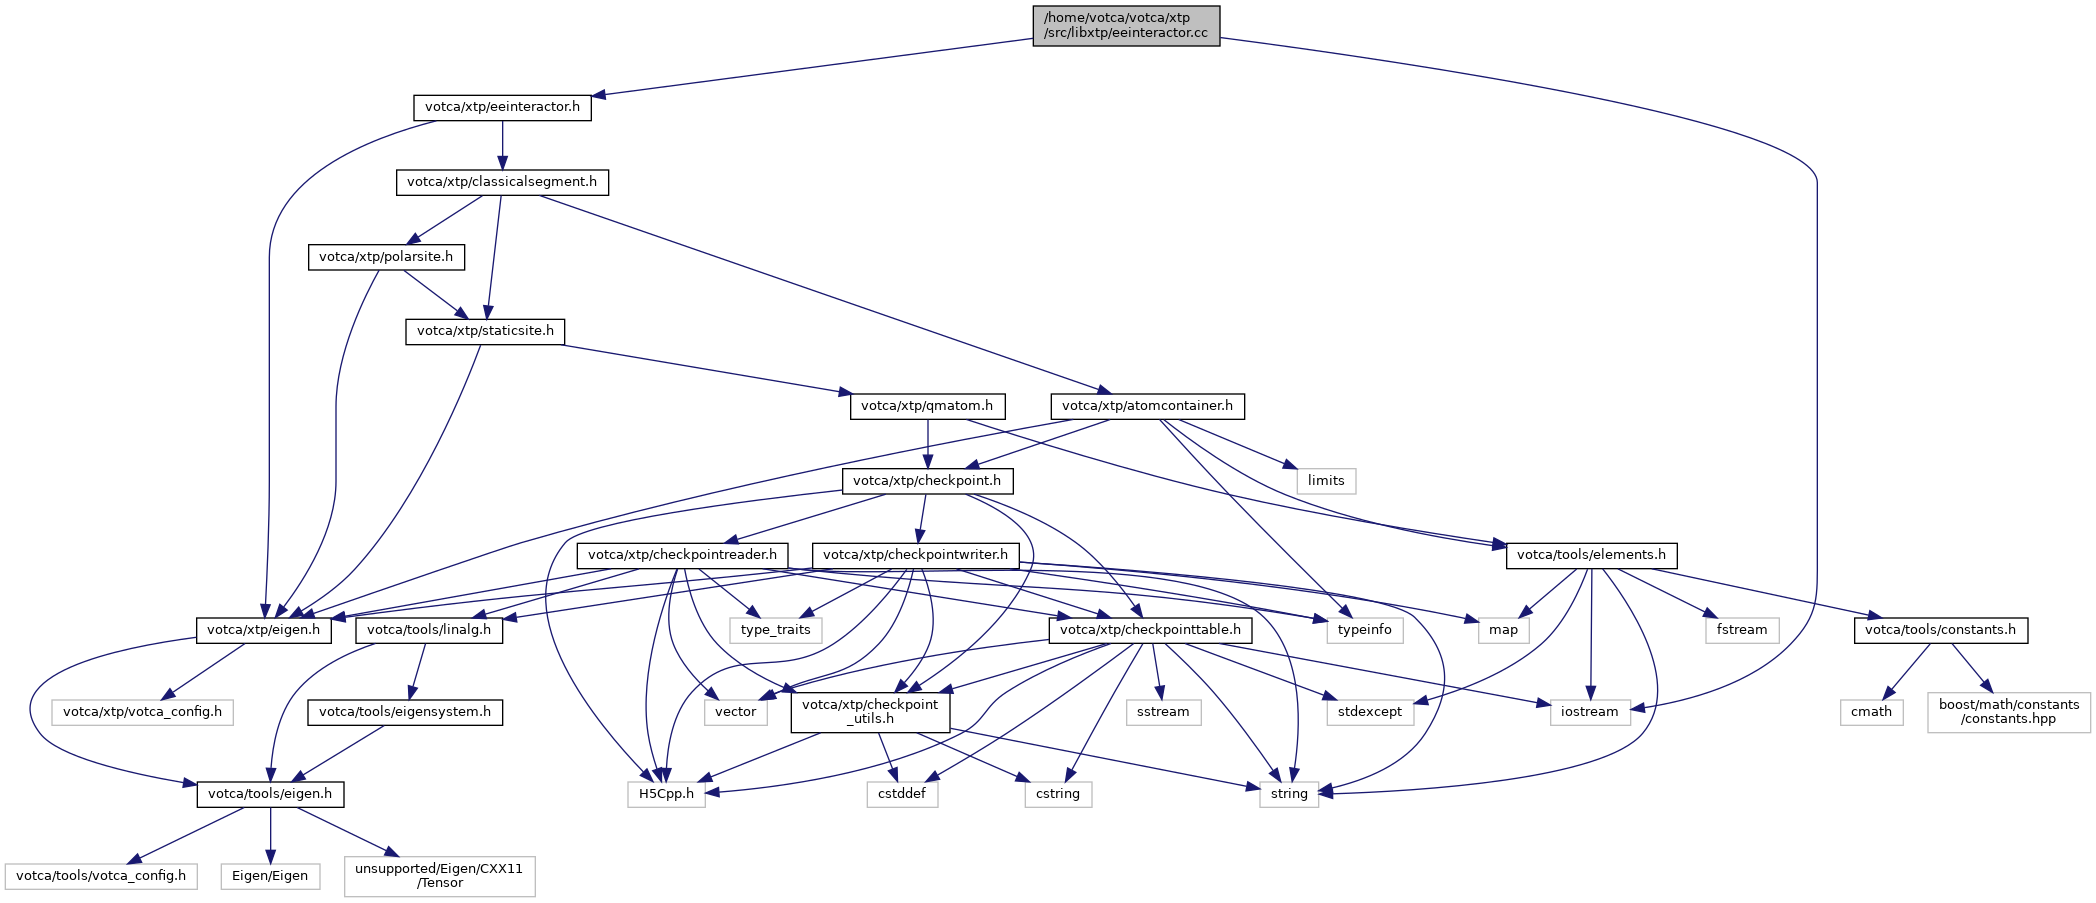 /home/votca/votca/xtp
/src/libxtp/eeinteractor.cc
votca/xtp/eeinteractor.h
votca/xtp/classicalsegment.h
votca/xtp/polarsite.h
votca/xtp/staticsite.h
votca/xtp/qmatom.h
votca/xtp/atomcontainer.h
votca/xtp/checkpoint.h
limits
votca/xtp/checkpointreader.h
votca/xtp/checkpointwriter.h
votca/tools/elements.h
votca/xtp/eigen.h
votca/tools/linalg.h
type_traits
votca/xtp/checkpointtable.h
typeinfo
map
fstream
votca/tools/constants.h
votca/xtp/votca_config.h
votca/tools/eigensystem.h
vector
votca/xtp/checkpoint
_utils.h
sstream
stdexcept
iostream
cmath
boost/math/constants
/constants.hpp
votca/tools/eigen.h
H5Cpp.h
cstddef
cstring
string
votca/tools/votca_config.h
Eigen/Eigen
unsupported/Eigen/CXX11
/Tensor